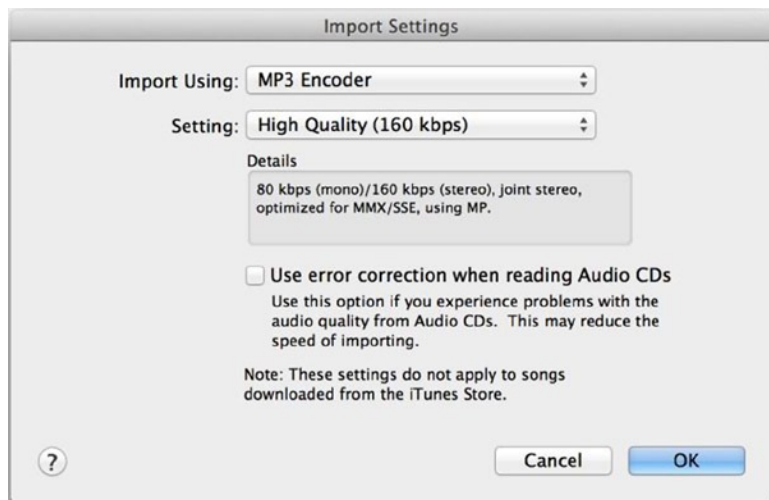 Import Settings
Import Using: MP3 Encoder
Setting: High Quality (160 kbps)
Details
80 kbps (mono)/160 kbps (stereo), joint stereo,
optimized for MMX/SSE, using MP.
Use error correction when reading Audio CDs
Use this option if you experience problems with the
audio quality from Audio CDs. This may reduce the
speed of importing.
Note: These settings do not apply to songs
downloaded from the iTunes Store.
? Cancel OK